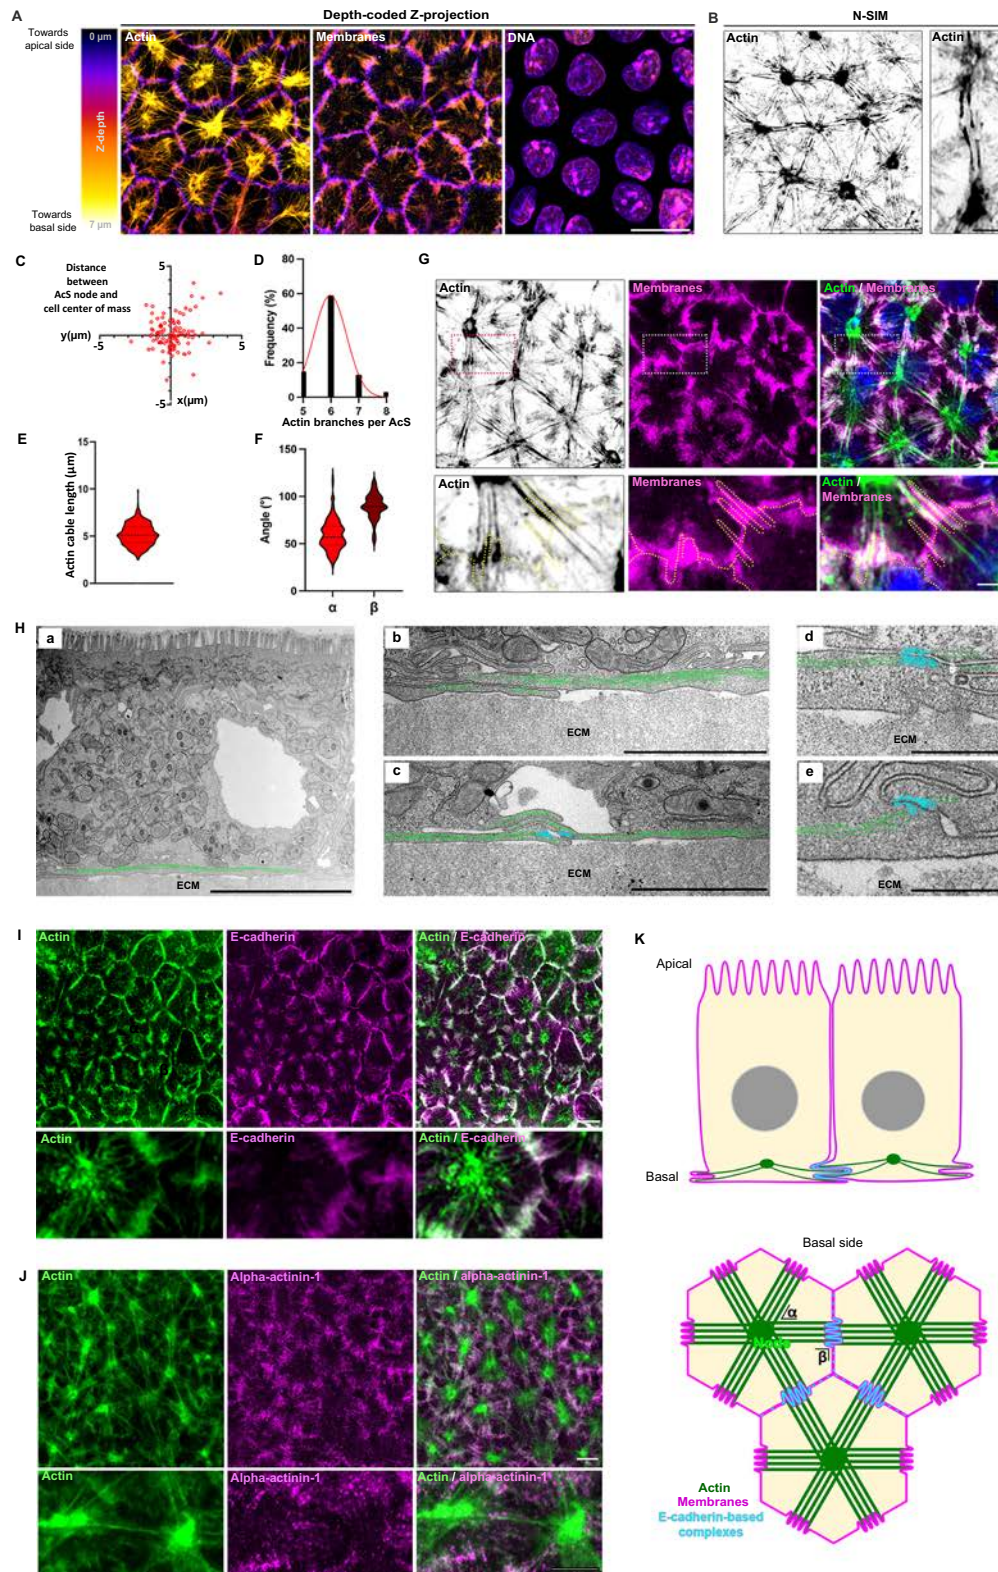 A
Depth-coded Z-projection
Towards
apical side
0 µm
Z-depth
Towards
basal side
7 µm
Actin
Membranes
DNA
B
N-SIM
Actin
Actin
C
Distance
between
AcS node and
cell center of mass
5
y(µm)
-5
5
-5
x(µm)
D
Frequency (%)
80
60
40
20
0
5 6 7 8
Actin branches per AcS
E
Actin cable length (µm)
15
10
5
0
F
Angle (°)
150
100
50
0
α β
G
Actin
Membranes
Actin / Membranes
Actin
Membranes
Actin /
Membranes
H
a
ECM
b
ECM
c
ECM
d
ECM
e
ECM
I
Actin
E-cadherin
Actin / E-cadherin
Actin
E-cadherin
Actin / E-cadherin
J
Actin
Alpha-actinin-1
Actin / alpha-actinin-1
Actin
Alpha-actinin-1
Actin / alpha-actinin-1
K
Apical
Basal
Basal side
α
Node
β
Actin
Membranes
E-cadherin-based
complexes